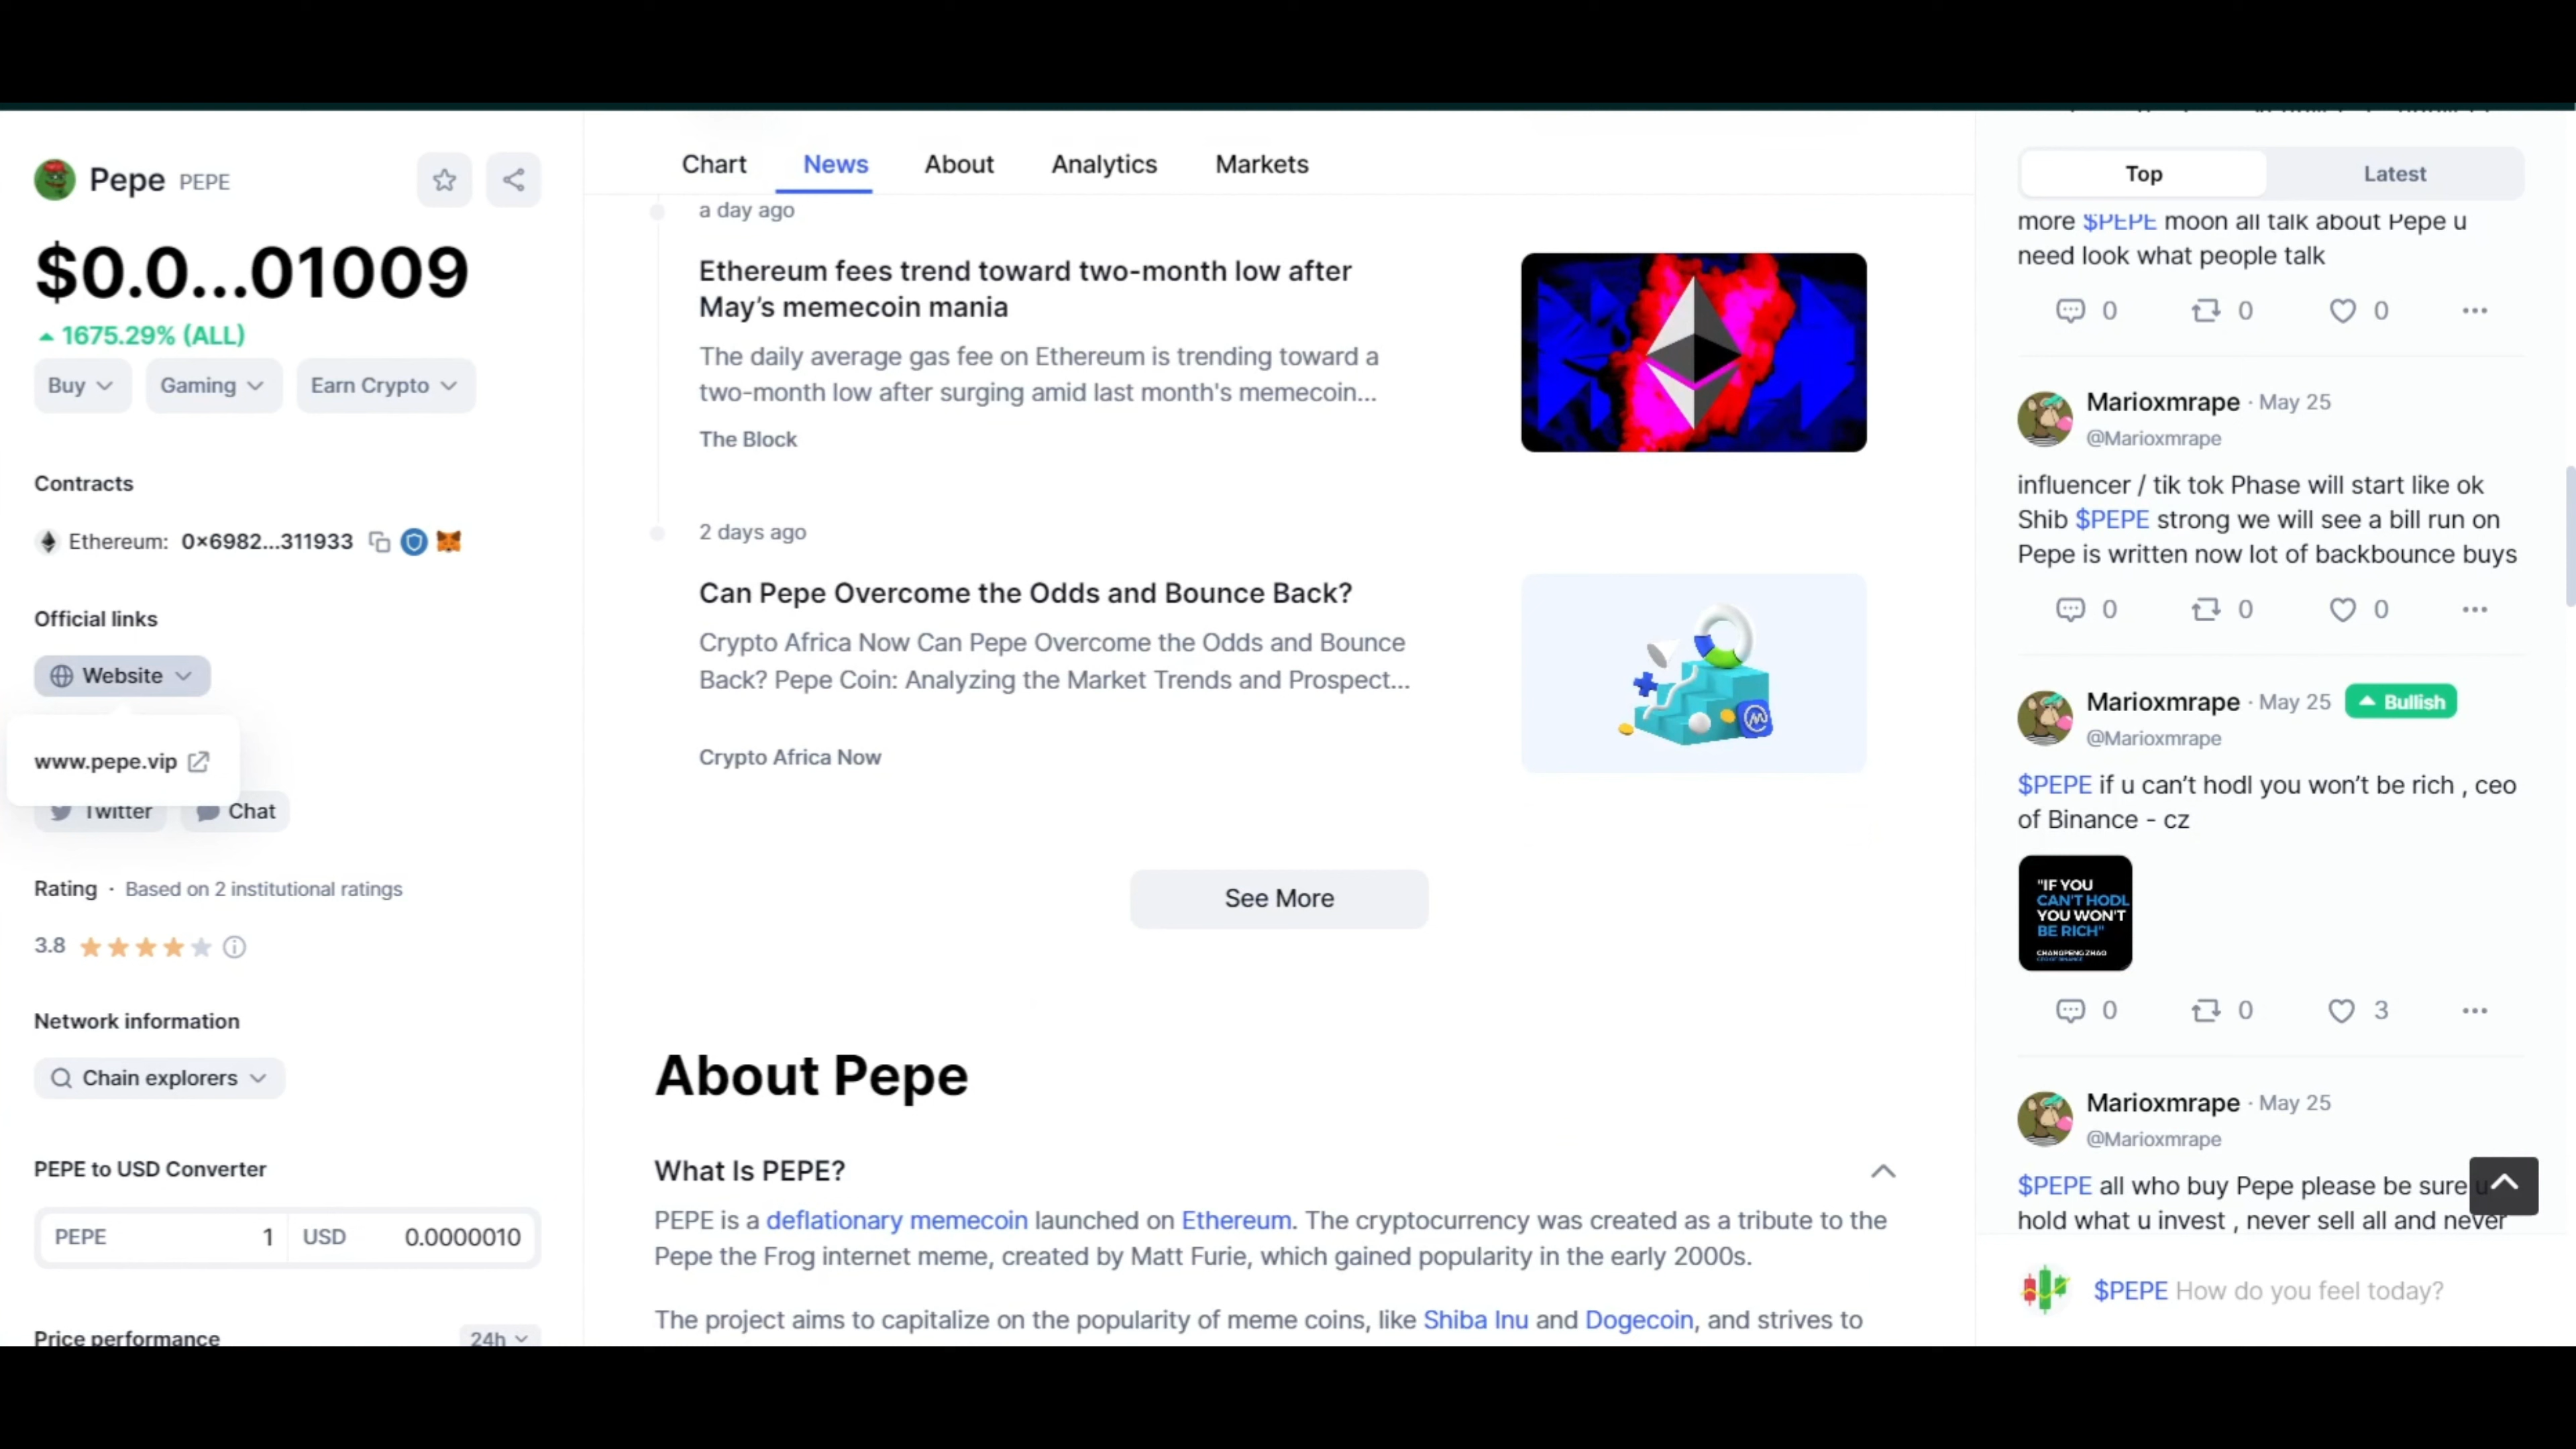 Pepe PEPE
$0.0...01009
1675.29% (ALL)
Buy
Gaming
Earn Crypto
Contracts
Ethereum: 0x6982...311933
Official links
Website
www.pepe.vip
Twitter
Chat
Rating · Based on 2 institutional ratings
3.8
Network information
Chain explorers
PEPE to USD Converter
PEPE 1 USD 0.0000010
Price performance 24h
Chart News About Analytics Markets
a day ago
Ethereum fees trend toward two-month low after
May’s memecoin mania
The daily average gas fee on Ethereum is trending toward a
two-month low after surging amid last month's memecoin...
The Block
2 days ago
Can Pepe Overcome the Odds and Bounce Back?
Crypto Africa Now Can Pepe Overcome the Odds and Bounce
Back? Pepe Coin: Analyzing the Market Trends and Prospect...
Crypto Africa Now
See More
About Pepe
What Is PEPE?
PEPE is a deflationary memecoin launched on Ethereum. The cryptocurrency was created as a tribute to the
Pepe the Frog internet meme, created by Matt Furie, which gained popularity in the early 2000s.
The project aims to capitalize on the popularity of meme coins, like Shiba Inu and Dogecoin, and strives to
Top Latest
more $PEPE moon all talk about Pepe u
need look what people talk
0 0 0
Marioxmrape · May 25
@Marioxmrape
influencer / tik tok Phase will start like ok
Shib $PEPE strong we will see a bill run on
Pepe is written now lot of backbounce buys
0 0 0
Marioxmrape · May 25 Bullish
@Marioxmrape
$PEPE if u can’t hodl you won’t be rich , ceo
of Binance - cz
"IF YOU
CAN'T HODL
YOU WON'T
BE RICH"
CHANGPENG ZHAO
CEO OF BINANCE
0 0 3
Marioxmrape · May 25
@Marioxmrape
$PEPE all who buy Pepe please be sure u
hold what u invest , never sell all and never
$PEPE How do you feel today?